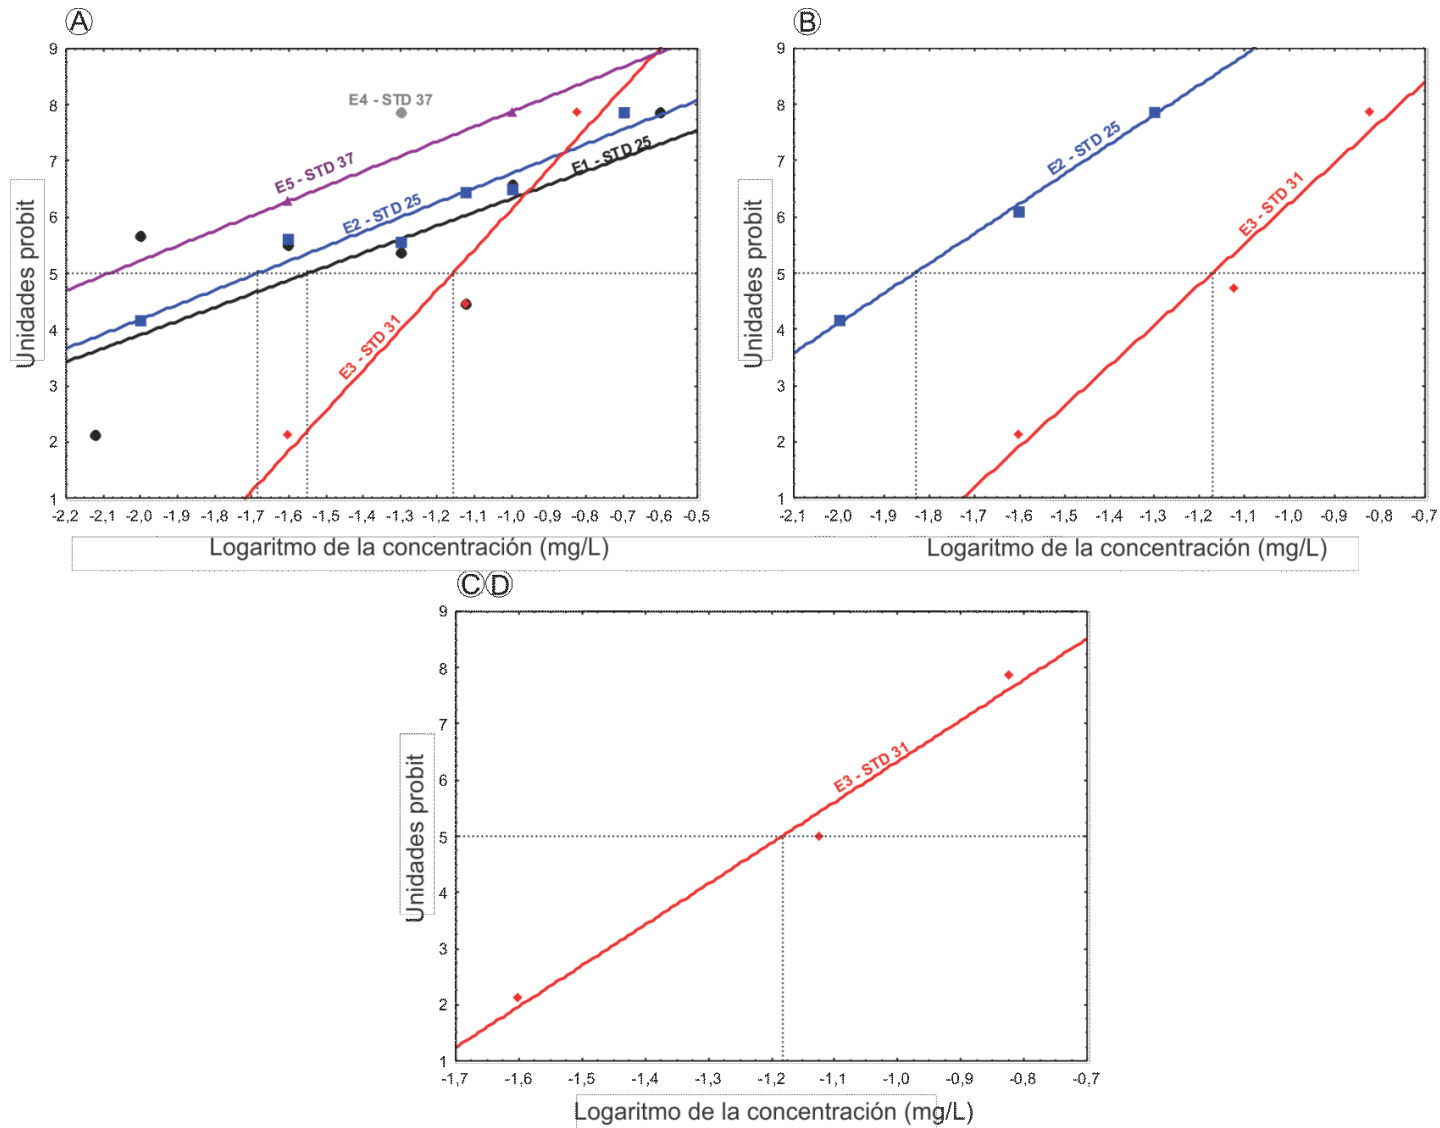 A
9
8
7
6
5
4
3
2
1
Unidades probit
E4 - STD 37
E5 - STD 37
E1 - STD 25
E2 - STD 25
E3 - STD 31
-2,2 -2,1 -2,0 -1,9 -1,8 -1,7 -1,6 -1,5 -1,4 -1,3 -1,2 -1,1 -1,0 -0,9 -0,8 -0,7 -0,6 -0,5
Logaritmo de la concentración (mg/L)
B
9
8
7
6
5
4
3
2
1
Unidades probit
E2 - STD 25
E3 - STD 31
-2,1 -2,0 -1,9 -1,8 -1,7 -1,6 -1,5 -1,4 -1,3 -1,2 -1,1 -1,0 -0,9 -0,8 -0,7
Logaritmo de la concentración (mg/L)
C D
9
8
7
6
5
4
3
2
1
Unidades probit
E3 - STD 31
-1,7 -1,6 -1,5 -1,4 -1,3 -1,2 -1,1 -1,0 -0,9 -0,8 -0,7
Logaritmo de la concentración (mg/L)